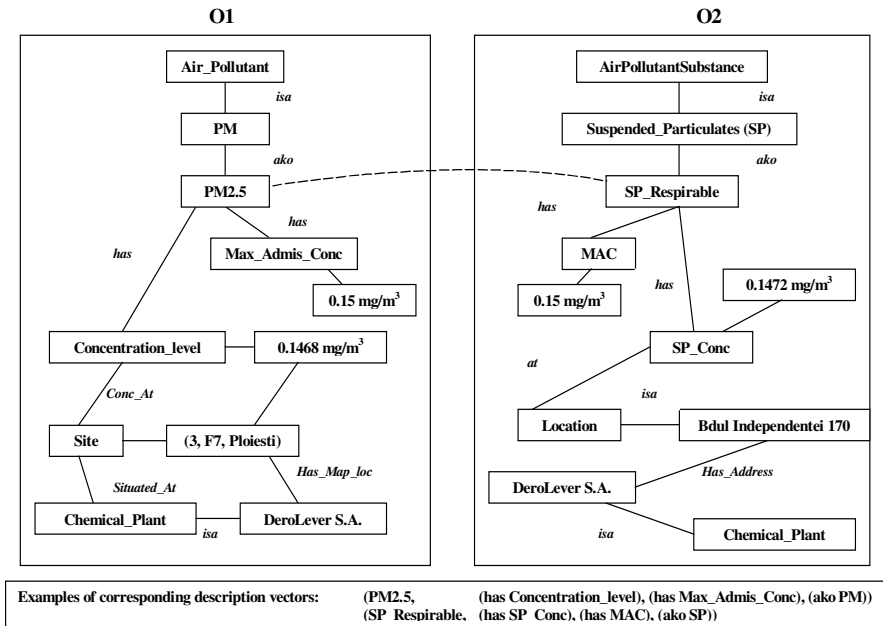 O1
O2
Air_Pollutant
isa
PM
ako
PM2.5
has
has
Max_Admis_Conc
0.15 mg/m³
Concentration_level
0.1468 mg/m³
Conc_At
Site
(3, F7, Ploiesti)
Situated_At
Has_Map_loc
Chemical_Plant
isa
DeroLever S.A.
AirPollutantSubstance
isa
Suspended_Particulates (SP)
ako
SP_Respirable
has
MAC
0.15 mg/m³
has
0.1472 mg/m³
SP_Conc
at
isa
Location
Bdul Independentei 170
Has_Address
DeroLever S.A.
isa
Chemical_Plant
Examples of corresponding description vectors: (PM2.5, (has Concentration_level), (has Max_Admis_Conc), (ako PM))
(SP_Respirable, (has SP_Conc), (has MAC), (ako SP))